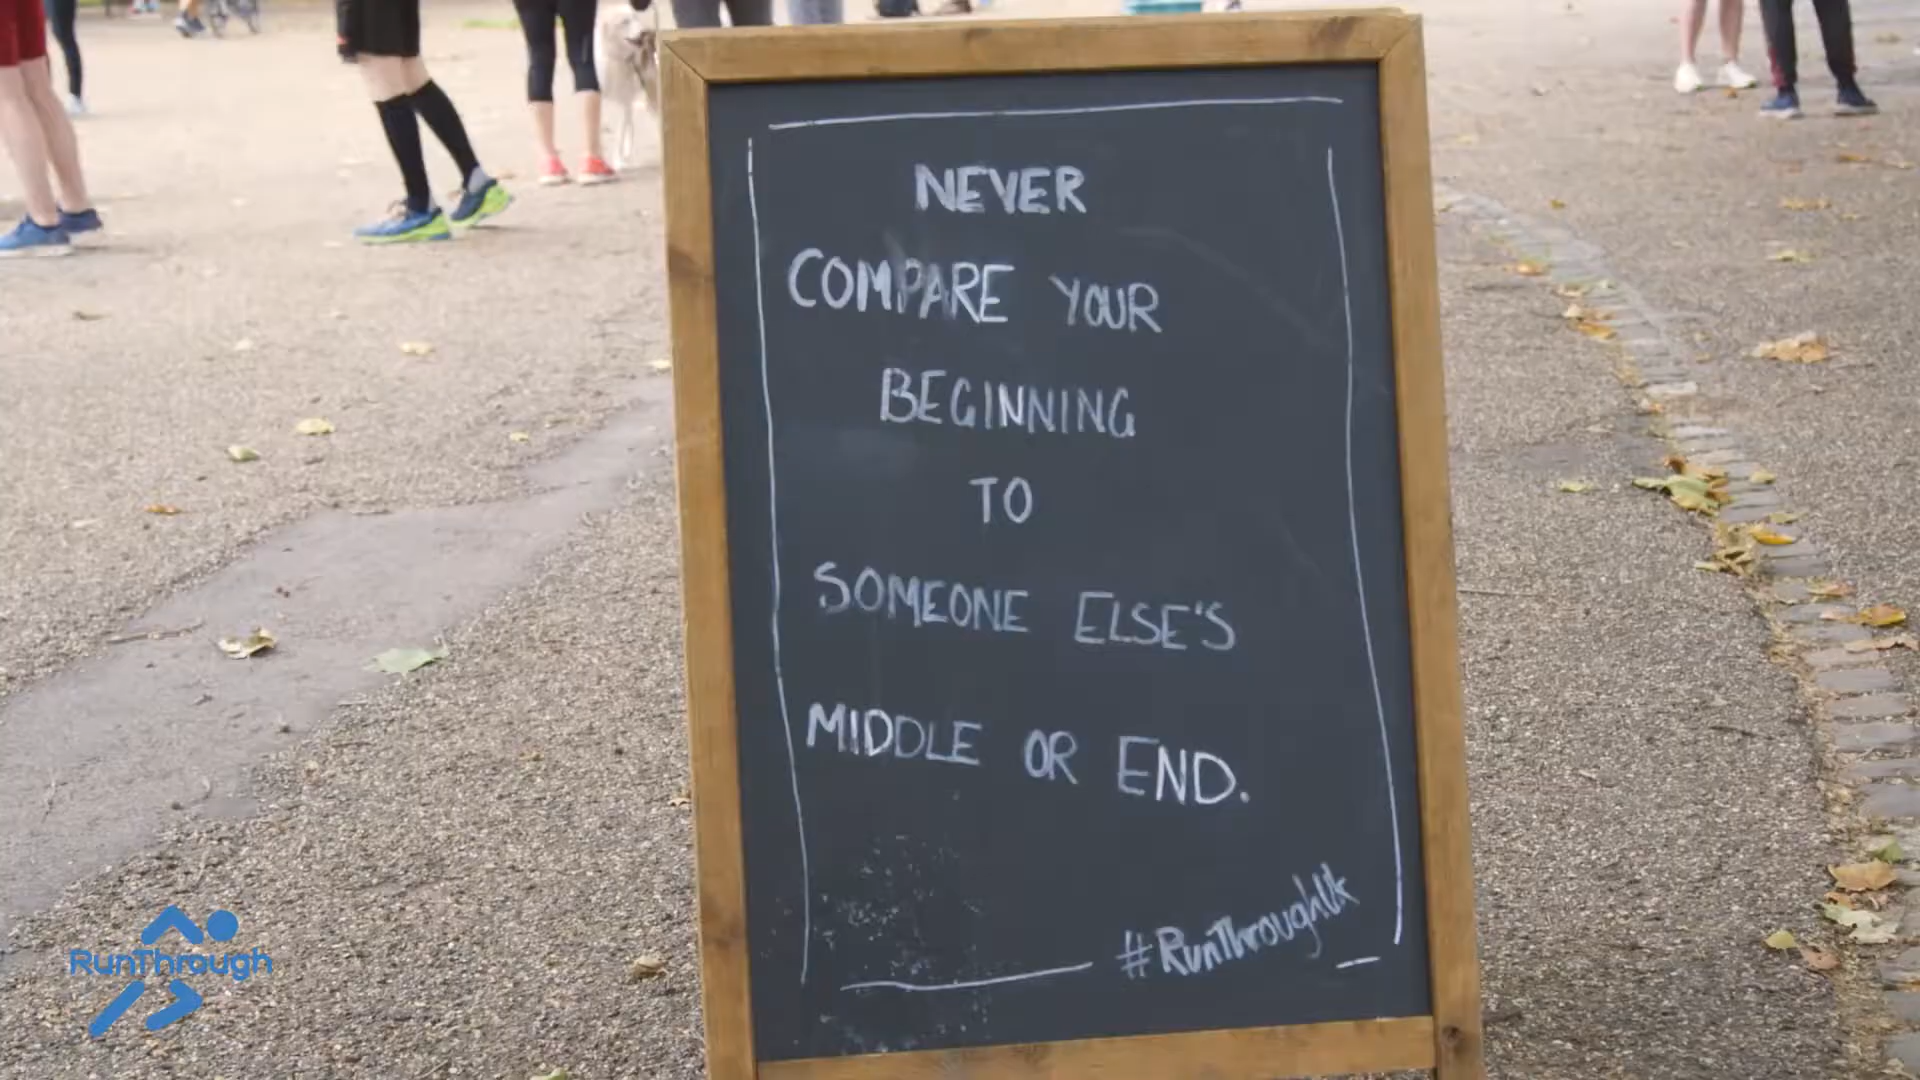 NEVER
COMPARE YOUR
BEGINNING
TO
SOMEONE ELSE'S
MIDDLE OR END.
#RunThroughUk
RunThrough